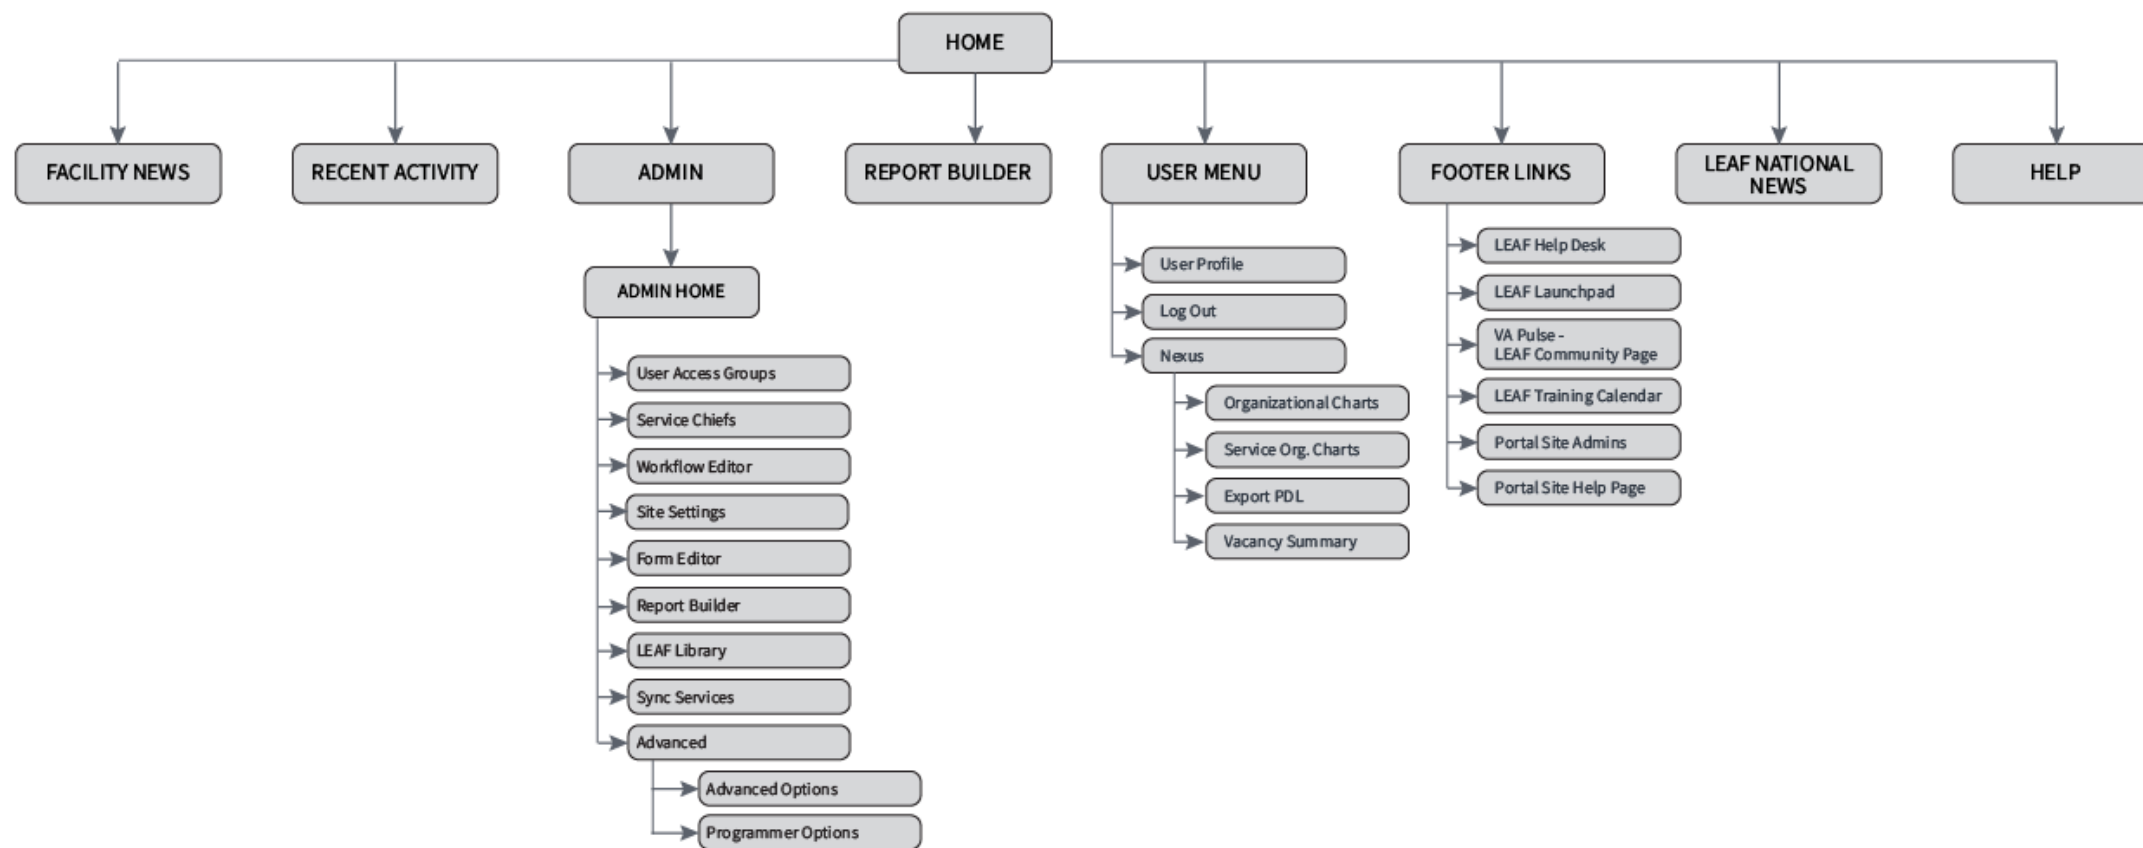 HOME
FACILITY NEWS
RECENT ACTIVITY
ADMIN
REPORT BUILDER
USER MENU
FOOTER LINKS
LEAF NATIONAL
NEWS
HELP
ADMIN HOME
User Access Groups
Service Chiefs
Workflow Editor
Site Settings
Form Editor
Report Builder
LEAF Library
Sync Services
Advanced
Advanced Options
Programmer Options
User Profile
Log Out
Nexus
Organizational Charts
Service Org. Charts
Export PDL
Vacancy Summary
LEAF Help Desk
LEAF Launchpad
VA Pulse -
LEAF Community Page
LEAF Training Calendar
Portal Site Admins
Portal Site Help Page